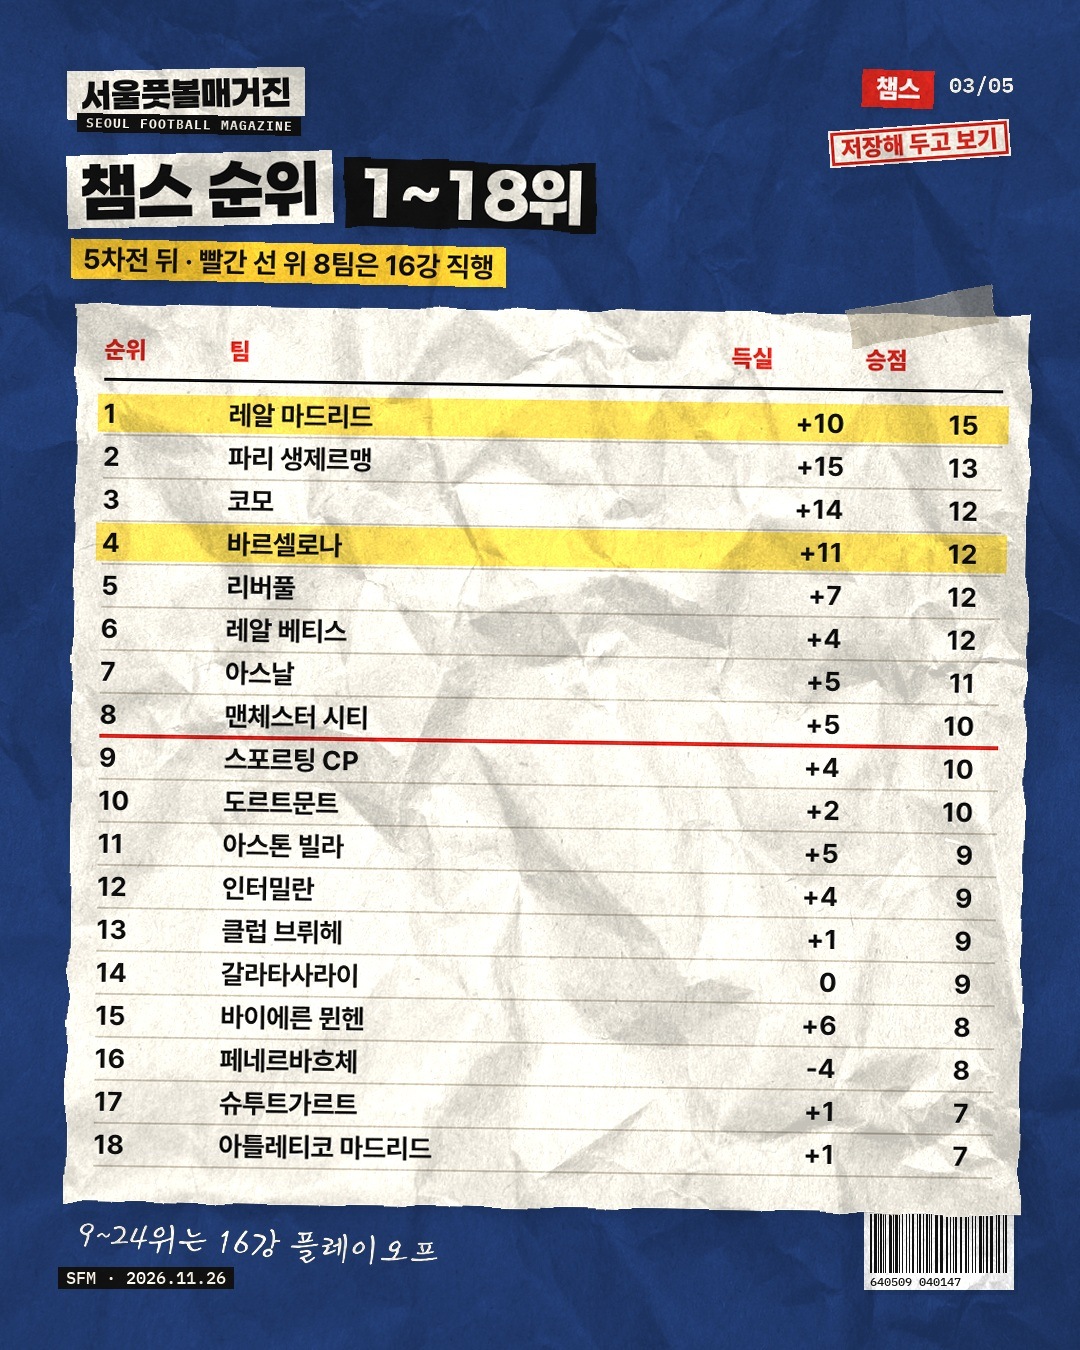 서울풋볼매거진
SEOUL FOOTBALL MAGAZINE
챔스 03/05
저장해 두고 보기
챔스 순위 1~18위
5차전 뒤 · 빨간 선 위 8팀은 16강 직행
순위 팀 득실 승점
1 레알 마드리드 +10 15
2 파리 생제르맹 +15 13
3 코모 +14 12
4 바르셀로나 +11 12
5 리버풀 +7 12
6 레알 베티스 +4 12
7 아스날 +5 11
8 맨체스터 시티 +5 10
9 스포르팅 CP +4 10
10 도르트문트 +2 10
11 아스톤 빌라 +5 9
12 인터밀란 +4 9
13 클럽 브뤼헤 +1 9
14 갈라타사라이 0 9
15 바이에른 뮌헨 +6 8
16 페네르바흐체 -4 8
17 슈투트가르트 +1 7
18 아틀레티코 마드리드 +1 7
9~24위는 16강 플레이오프
SFM · 2026.11.26
640509 040147